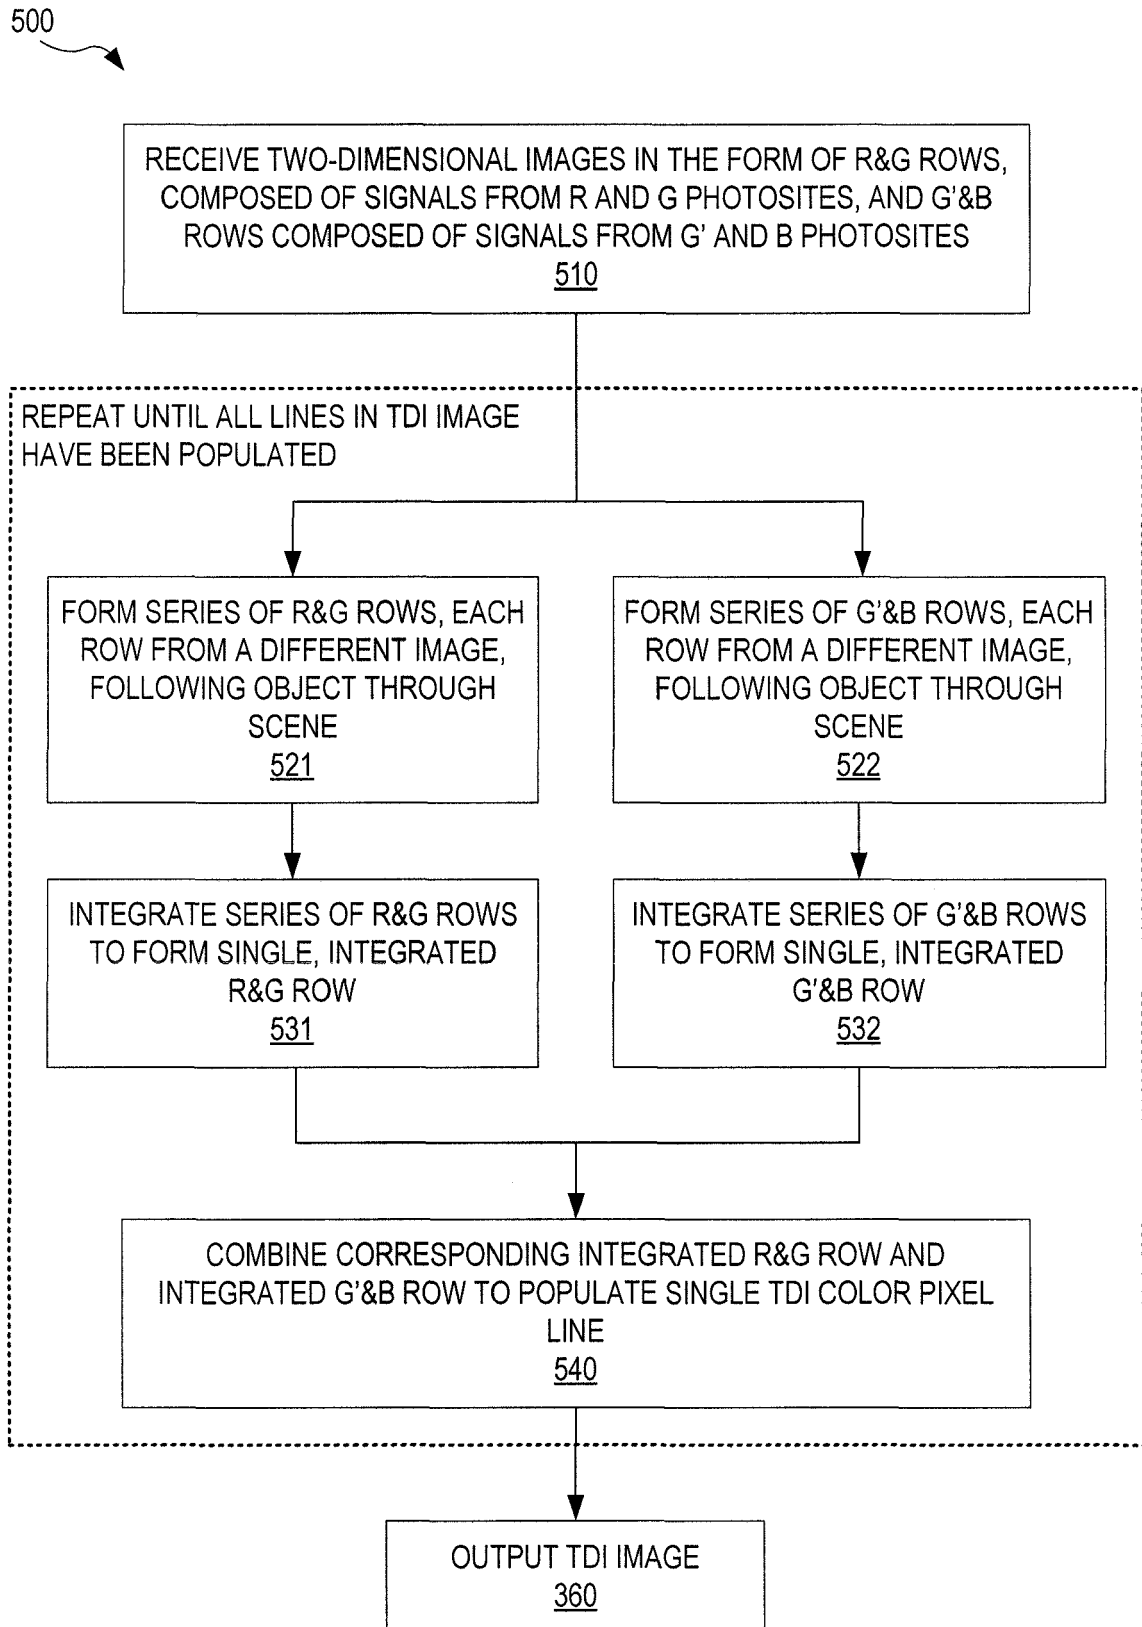 500
RECEIVE TWO-DIMENSIONAL IMAGES IN THE FORM OF R&G ROWS,
COMPOSED OF SIGNALS FROM R AND G PHOTOSITES, AND G'&B
ROWS COMPOSED OF SIGNALS FROM G' AND B PHOTOSITES
510
REPEAT UNTIL ALL LINES IN TDI IMAGE
HAVE BEEN POPULATED
FORM SERIES OF R&G ROWS, EACH
ROW FROM A DIFFERENT IMAGE,
FOLLOWING OBJECT THROUGH
SCENE
521
FORM SERIES OF G'&B ROWS, EACH
ROW FROM A DIFFERENT IMAGE,
FOLLOWING OBJECT THROUGH
SCENE
522
INTEGRATE SERIES OF R&G ROWS
TO FORM SINGLE, INTEGRATED
R&G ROW
531
INTEGRATE SERIES OF G'&B ROWS
TO FORM SINGLE, INTEGRATED
G'&B ROW
532
COMBINE CORRESPONDING INTEGRATED R&G ROW AND
INTEGRATED G'&B ROW TO POPULATE SINGLE TDI COLOR PIXEL
LINE
540
OUTPUT TDI IMAGE
360